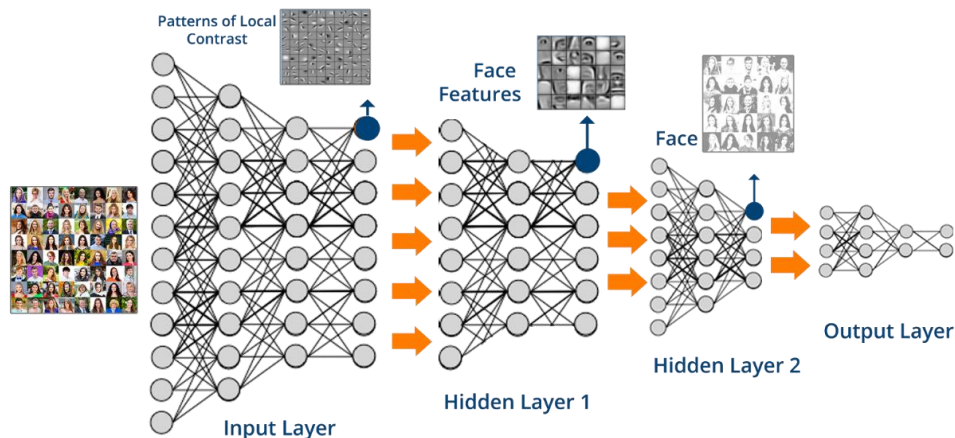 Patterns of Local
Contrast
Face
Features
Face
Input Layer
Hidden Layer 1
Hidden Layer 2
Output Layer